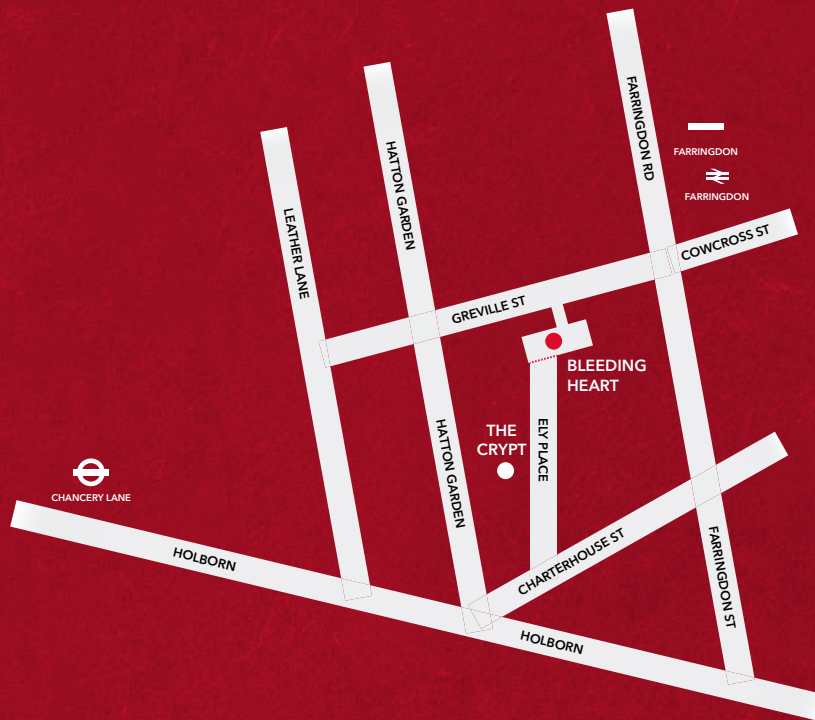 FARRINGDON RD
FARRINGDON
FARRINGDON
HATTON GARDEN
LEATHER LANE
COWCROSS ST
GREVILLE ST
BLEEDING
HEART
THE
CRYPT
ELY PLACE
HATTON GARDEN
CHANCERY LANE
HOLBORN
CHARTERHOUSE ST
FARRINGDON ST
HOLBORN